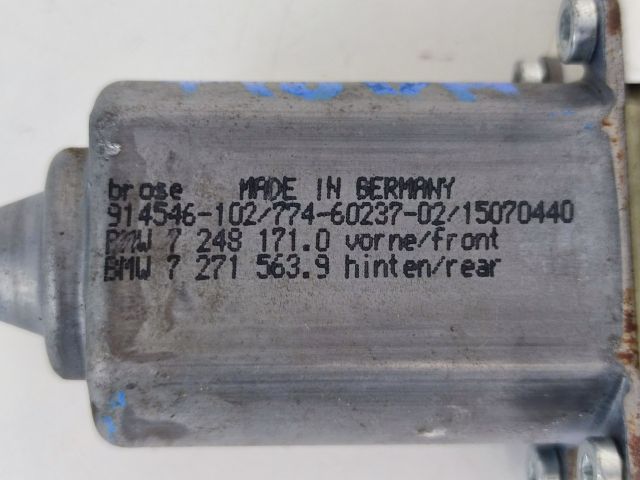 brose MADE IN GERMANY
914546-102/774-60237-02/15070440
BMW 7 248 171.0 vorne/front
BMW 7 271 563.9 hinten/rear